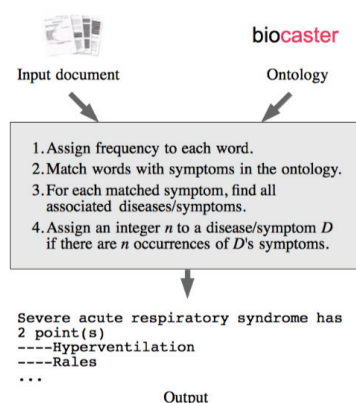 biocaster
Input document
Ontology
1. Assign frequency to each word.
2. Match words with symptoms in the ontology.
3. For each matched symptom, find all
associated diseases/symptoms.
4. Assign an integer n to a disease/symptom D
if there are n occurrences of D's symptoms.
Severe acute respiratory syndrome has
2 point(s)
----Hyperventilation
----Rales
...
Output